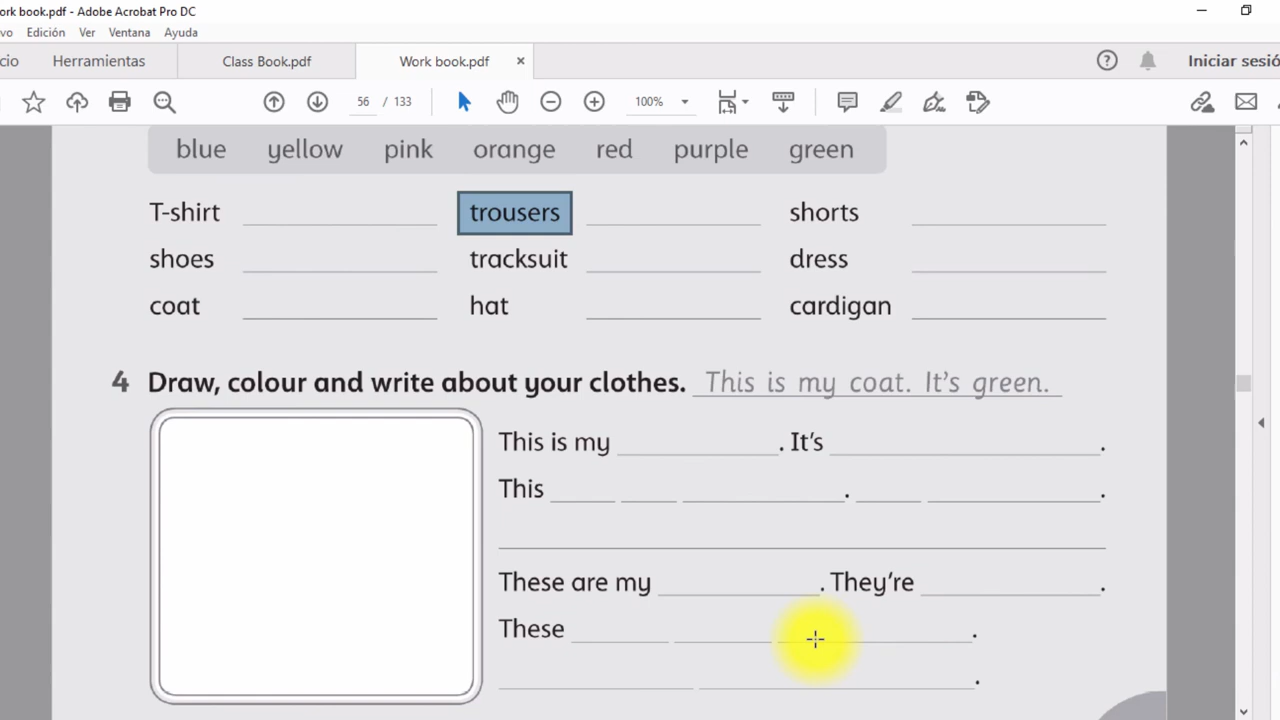 ork book.pdf - Adobe Acrobat Pro DC
vo Edición Ver Ventana Ayuda
cio Herramientas Class Book.pdf Work book.pdf × Iniciar sesió
56 / 133 100%
blue yellow pink orange red purple green
T-shirt trousers shorts
shoes tracksuit dress
coat hat cardigan
4 Draw, colour and write about your clothes. This is my coat. It's green.
This is my . It's .
This . .
These are my . They're .
These .
.